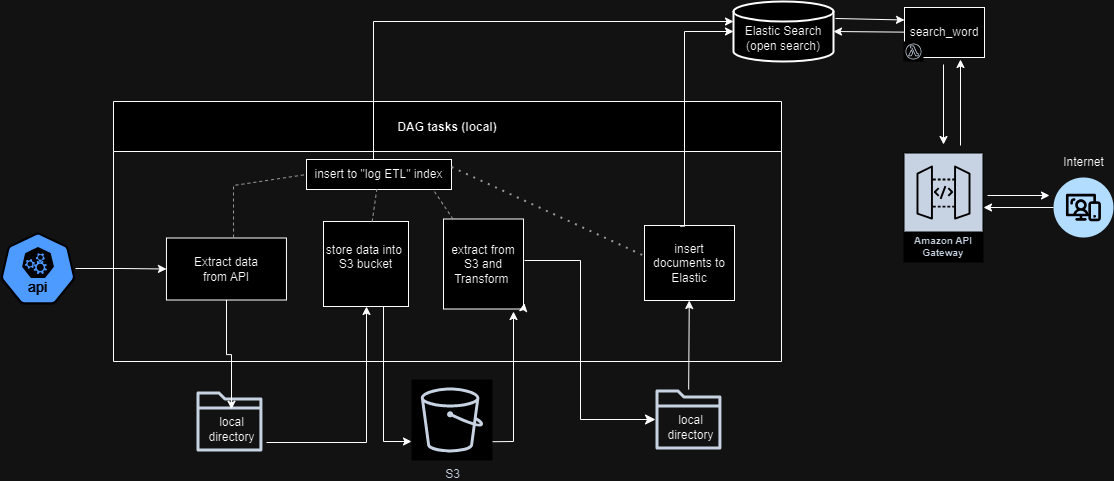 Elastic Search
(open search)
search_word
DAG tasks (local)
insert to "log ETL" index
Internet
Extract data
from API
store data into
S3 bucket
extract from
S3 and
Transform
insert
documents to
Elastic
Amazon API
Gateway
</>
api
local
directory
local
directory
S3